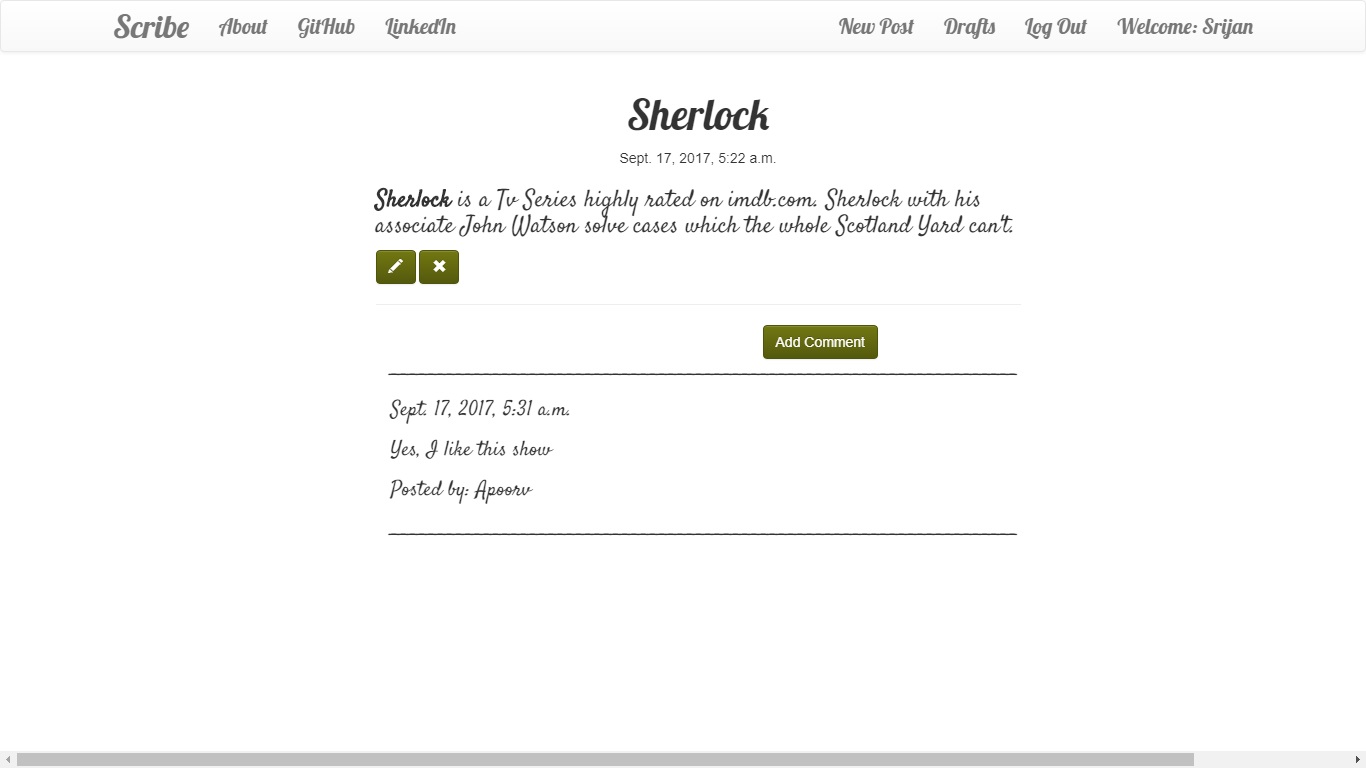 Scribe About GitHub LinkedIn New Post Drafts Log Out Welcome: Srijan
Sherlock
Sept. 17, 2017, 5:22 a.m.
Sherlock is a Tv Series highly rated on imdb.com. Sherlock with his
associate John Watson solve cases which the whole Scotland Yard can't.
Add Comment
Sept. 17, 2017, 5:31 a.m.
Yes, I like this show
Posted by: Apoorv